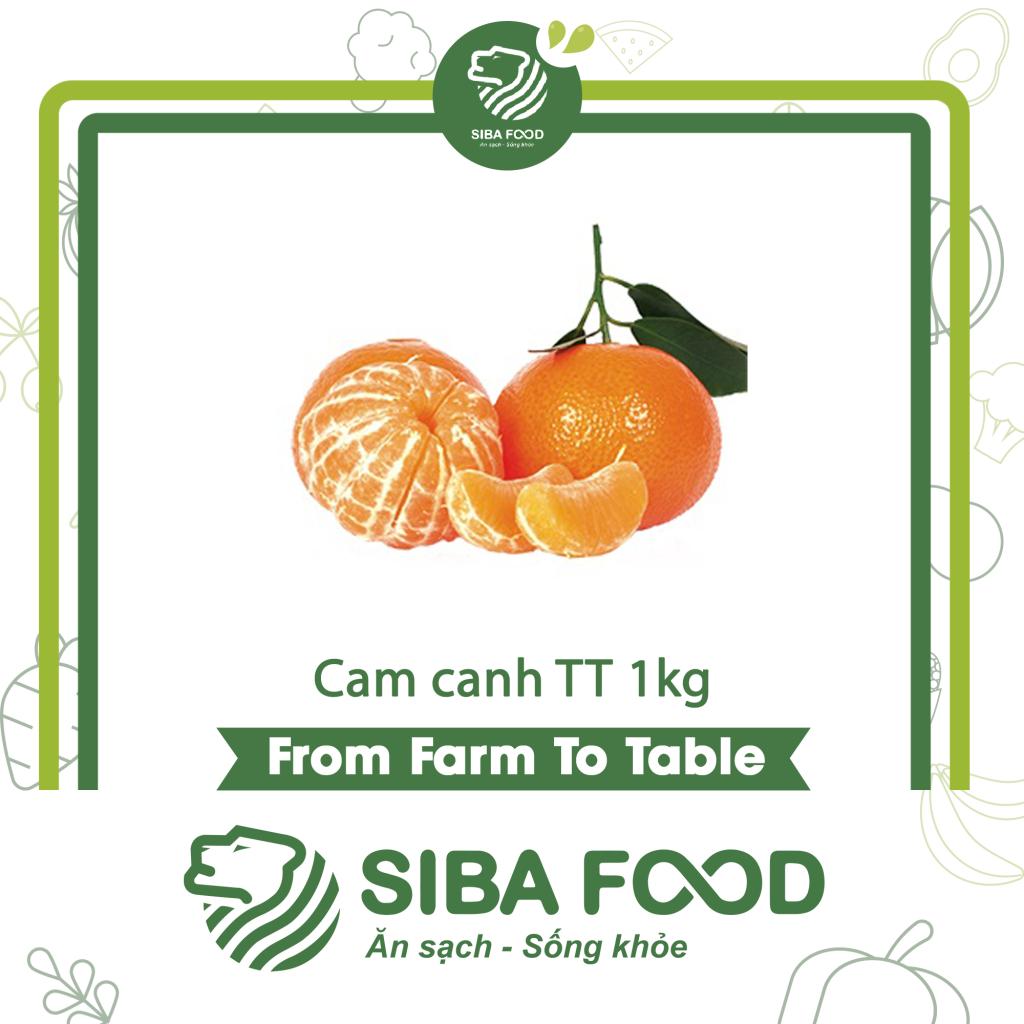 SIBA FOOD
Ăn sạch - Sống khỏe
Cam canh TT 1kg
From Farm To Table
SIBA FOOD
Ăn sạch - Sống khỏe